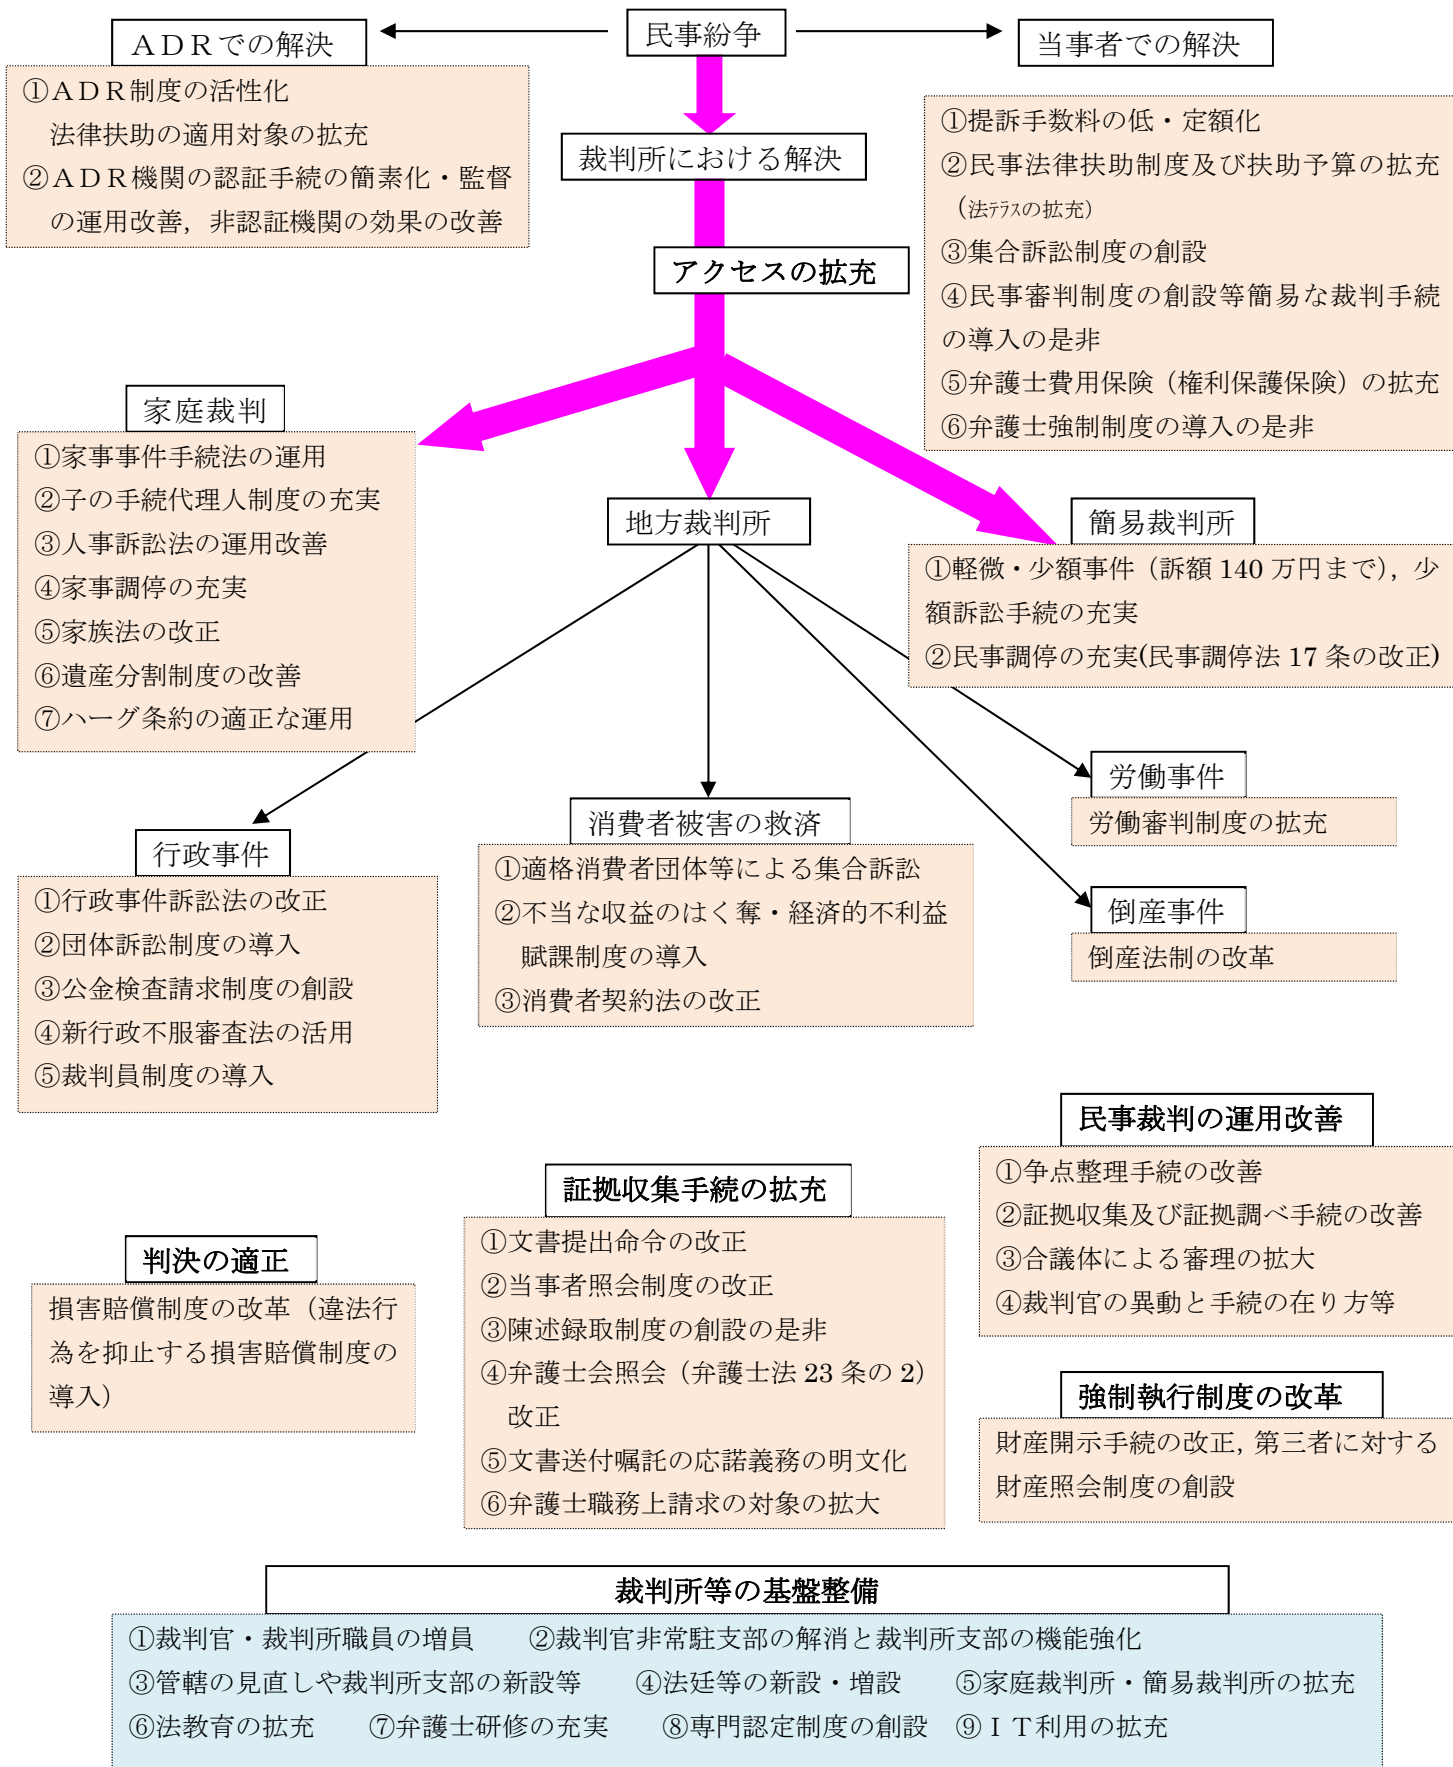 民事紛争
ＡＤＲでの解決
①ＡＤＲ制度の活性化
法律扶助の適用対象の拡充
②ＡＤＲ機関の認証手続の簡素化・監督
の運用改善，非認証機関の効果の改善
当事者での解決
①提訴手数料の低・定額化
②民事法律扶助制度及び扶助予算の拡充
（法ﾃﾗｽの拡充）
③集合訴訟制度の創設
④民事審判制度の創設等簡易な裁判手続
の導入の是非
⑤弁護士費用保険（権利保護保険）の拡充
⑥弁護士強制制度の導入の是非
裁判所における解決
アクセスの拡充
家庭裁判
①家事事件手続法の運用
②子の手続代理人制度の充実
③人事訴訟法の運用改善
④家事調停の充実
⑤家族法の改正
⑥遺産分割制度の改善
⑦ハーグ条約の適正な運用
地方裁判所
簡易裁判所
①軽微・少額事件（訴額 140 万円まで），少
額訴訟手続の充実
②民事調停の充実(民事調停法 17 条の改正)
行政事件
①行政事件訴訟法の改正
②団体訴訟制度の導入
③公金検査請求制度の創設
④新行政不服審査法の活用
⑤裁判員制度の導入
消費者被害の救済
①適格消費者団体等による集合訴訟
②不当な収益のはく奪・経済的不利益
賦課制度の導入
③消費者契約法の改正
労働事件
労働審判制度の拡充
倒産事件
倒産法制の改革
判決の適正
損害賠償制度の改革（違法行
為を抑止する損害賠償制度の
導入）
証拠収集手続の拡充
①文書提出命令の改正
②当事者照会制度の改正
③陳述録取制度の創設の是非
④弁護士会照会（弁護士法 23 条の 2）
改正
⑤文書送付嘱託の応諾義務の明文化
⑥弁護士職務上請求の対象の拡大
民事裁判の運用改善
①争点整理手続の改善
②証拠収集及び証拠調べ手続の改善
③合議体による審理の拡大
④裁判官の異動と手続の在り方等
強制執行制度の改革
財産開示手続の改正，第三者に対する
財産照会制度の創設
裁判所等の基盤整備
①裁判官・裁判所職員の増員　②裁判官非常駐支部の解消と裁判所支部の機能強化
③管轄の見直しや裁判所支部の新設等　④法廷等の新設・増設　⑤家庭裁判所・簡易裁判所の拡充
⑥法教育の拡充　⑦弁護士研修の充実　⑧専門認定制度の創設　⑨ＩＴ利用の拡充